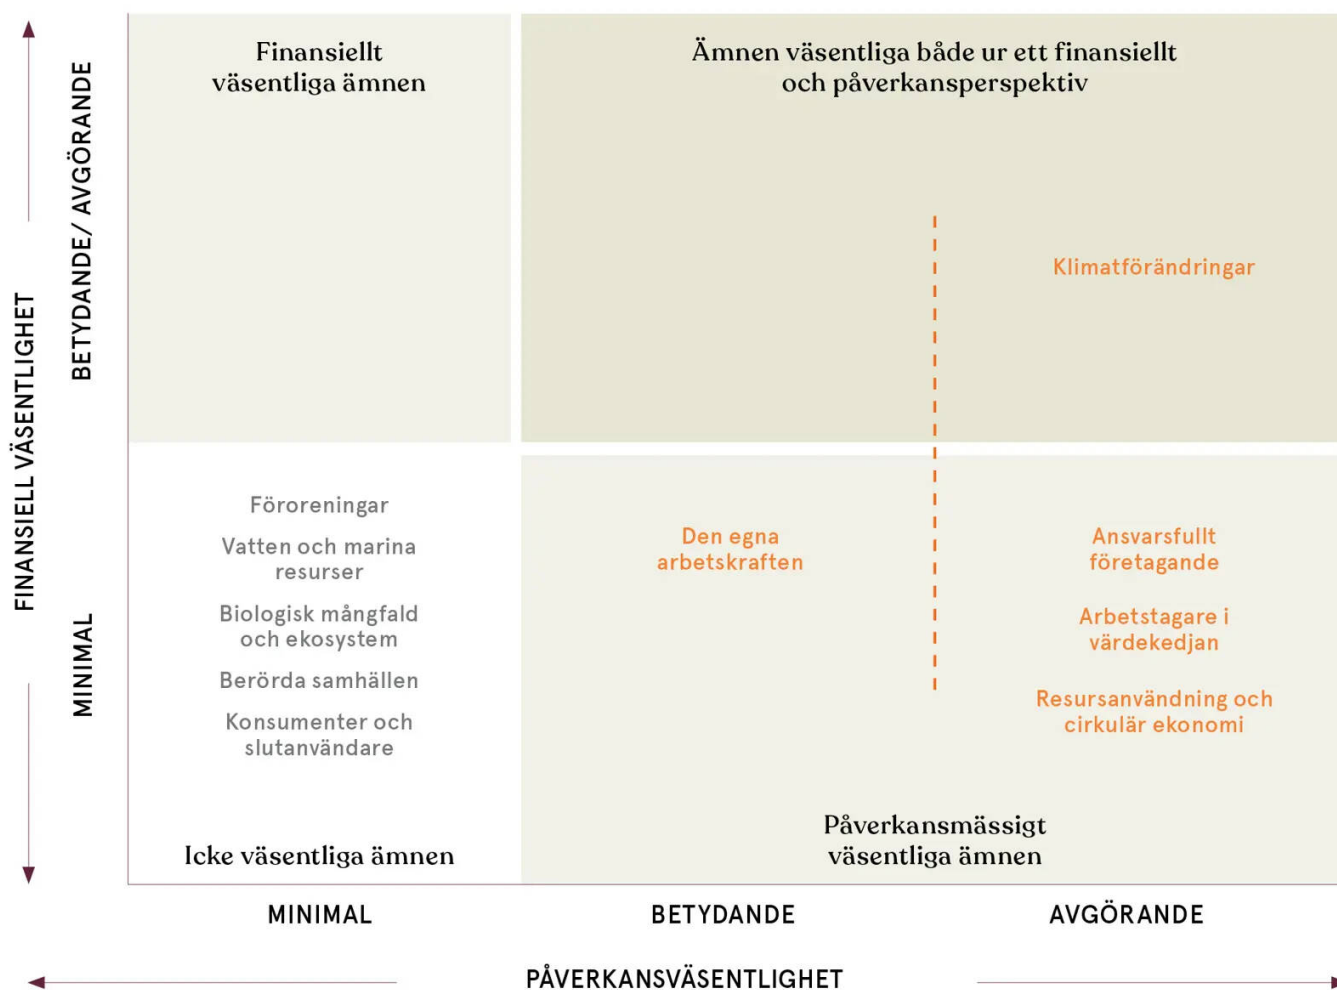 Finansiellt
väsentliga ämnen
Ämnen väsentliga både ur ett finansiellt
och påverkansperspektiv
FINANSIELL VÄSENTLIGHET
BETYDANDE/ AVGÖRANDE
MINIMAL
Klimatförändringar
Föroreningar
Vatten och marina
resurser
Biologisk mångfald
och ekosystem
Berörda samhällen
Konsumenter och
slutanvändare
Icke väsentliga ämnen
Den egna
arbetskraften
Ansvarsfullt
företagande
Arbetstagare i
värdekedjan
Resursanvändning och
cirkulär ekonomi
Påverkansmässigt
väsentliga ämnen
MINIMAL
BETYDANDE
AVGÖRANDE
PÅVERKANSVÄSENTLIGHET